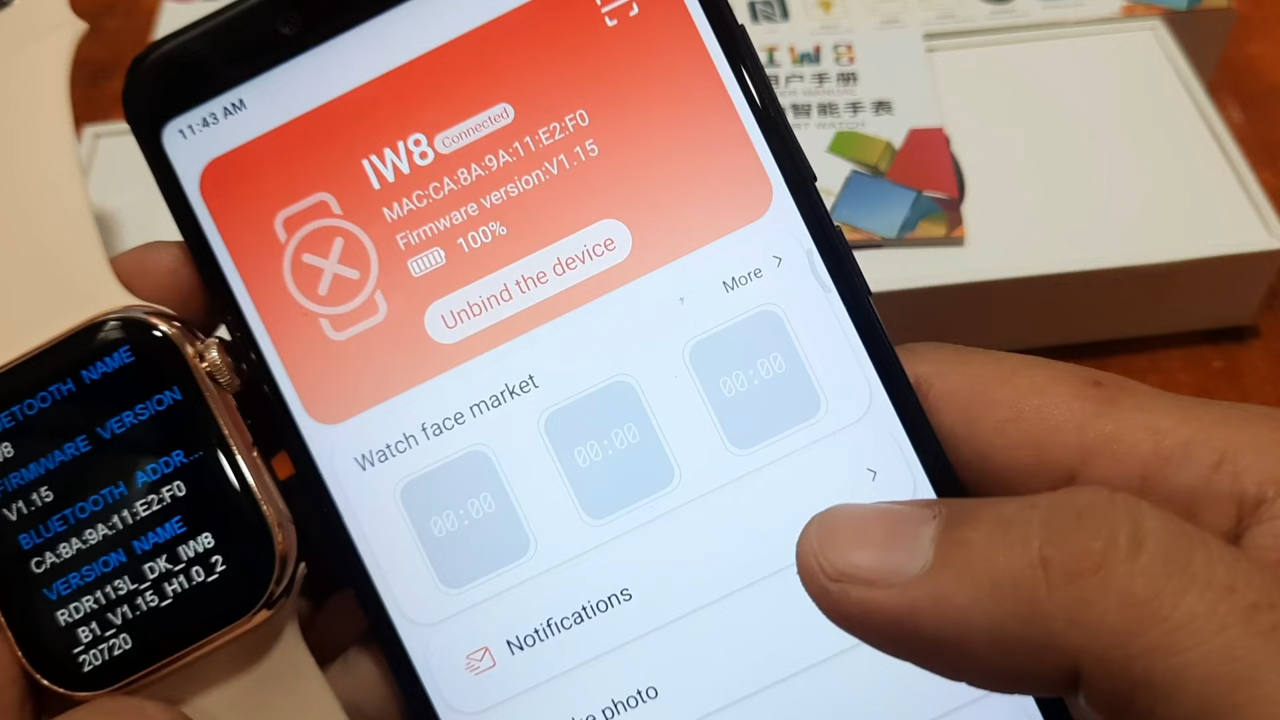 11:43 AM
IW8 Connected
MAC:CA:8A:9A:11:E2:F0
Firmware version:V1.15
100%
Unbind the device
Watch face market
More >
00:00
00:00
00:00
Notifications
photo
NAME
FIRMWARE VERSION
V1.15
BLUETOOTH ADDR...
CA:8A:9A:11:E2:F0
VERSION NAME
RDR113L_DK_IW8
_B1_V1.15_H1.0_2
20720
IW8
户手册
智能手表